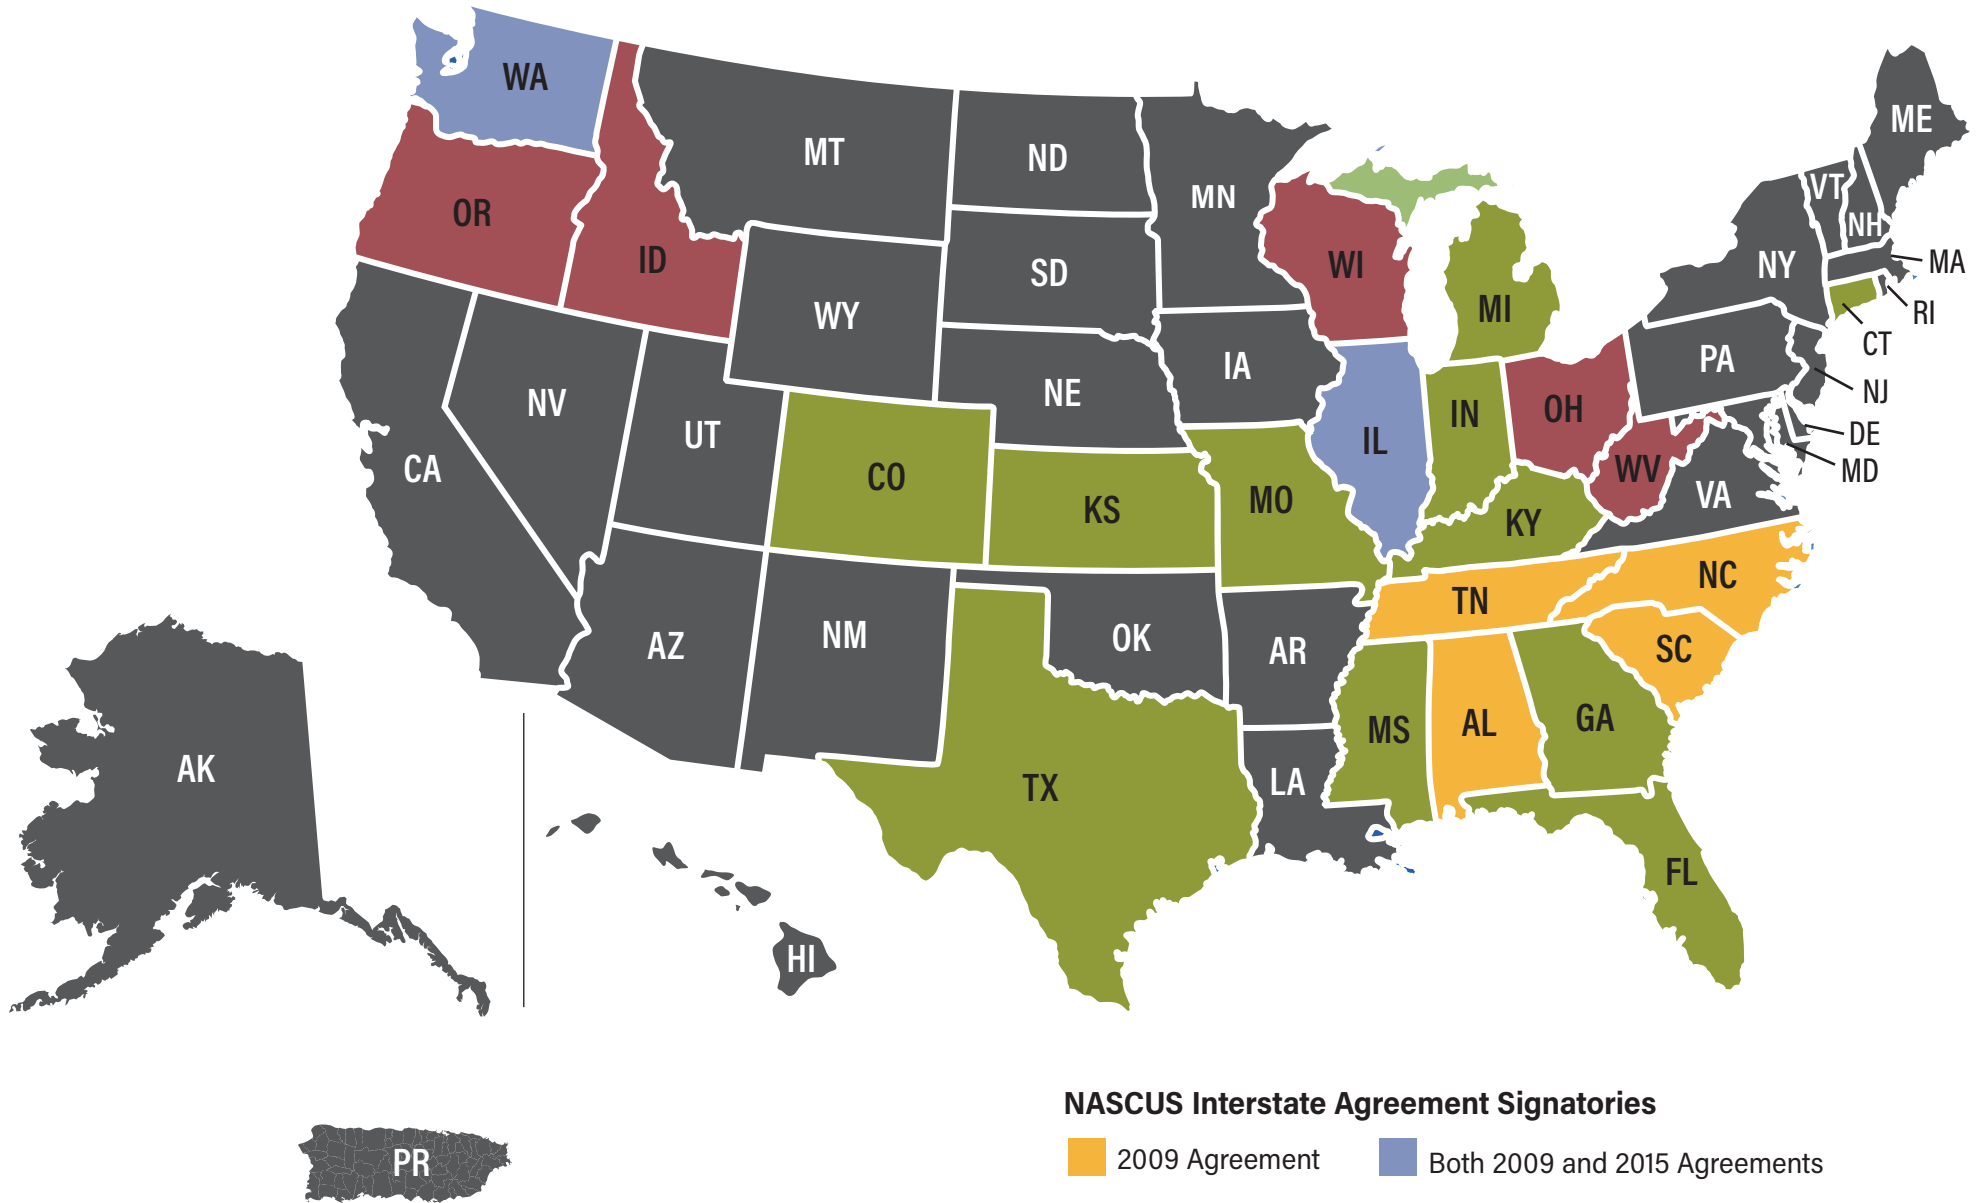 WA
ME
MT
ND
VT
MN
OR
NH
ID
WI
NY
MA
SD
MI
RI
WY
CT
PA
IA
NJ
NE
NV
IN
OH
UT
DE
IL
CA
WV
MD
CO
VA
MO
KS
KY
NC
TN
NM
OK
AZ
AR
SC
GA
MS
AL
AK
LA
TX
FL
HI
NASCUS Interstate Agreement Signatories
2009 Agreement
Both 2009 and 2015 Agreements
PR